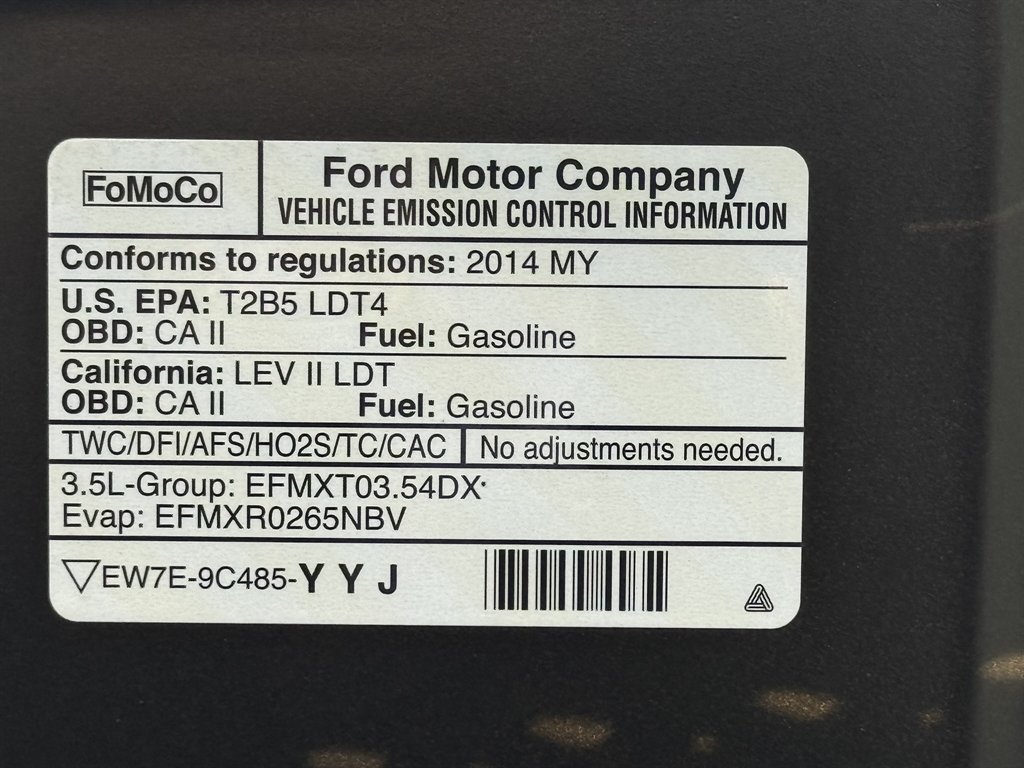 FoMoCo
Ford Motor Company
VEHICLE EMISSION CONTROL INFORMATION
Conforms to regulations: 2014 MY
U.S. EPA: T2B5 LDT4
OBD: CA II Fuel: Gasoline
California: LEV II LDT
OBD: CA II Fuel: Gasoline
TWC/DFI/AFS/HO2S/TC/CAC No adjustments needed.
3.5L-Group: EFMXT03.54DX
Evap: EFMXR0265NBV
EW7E-9C485-Y Y J